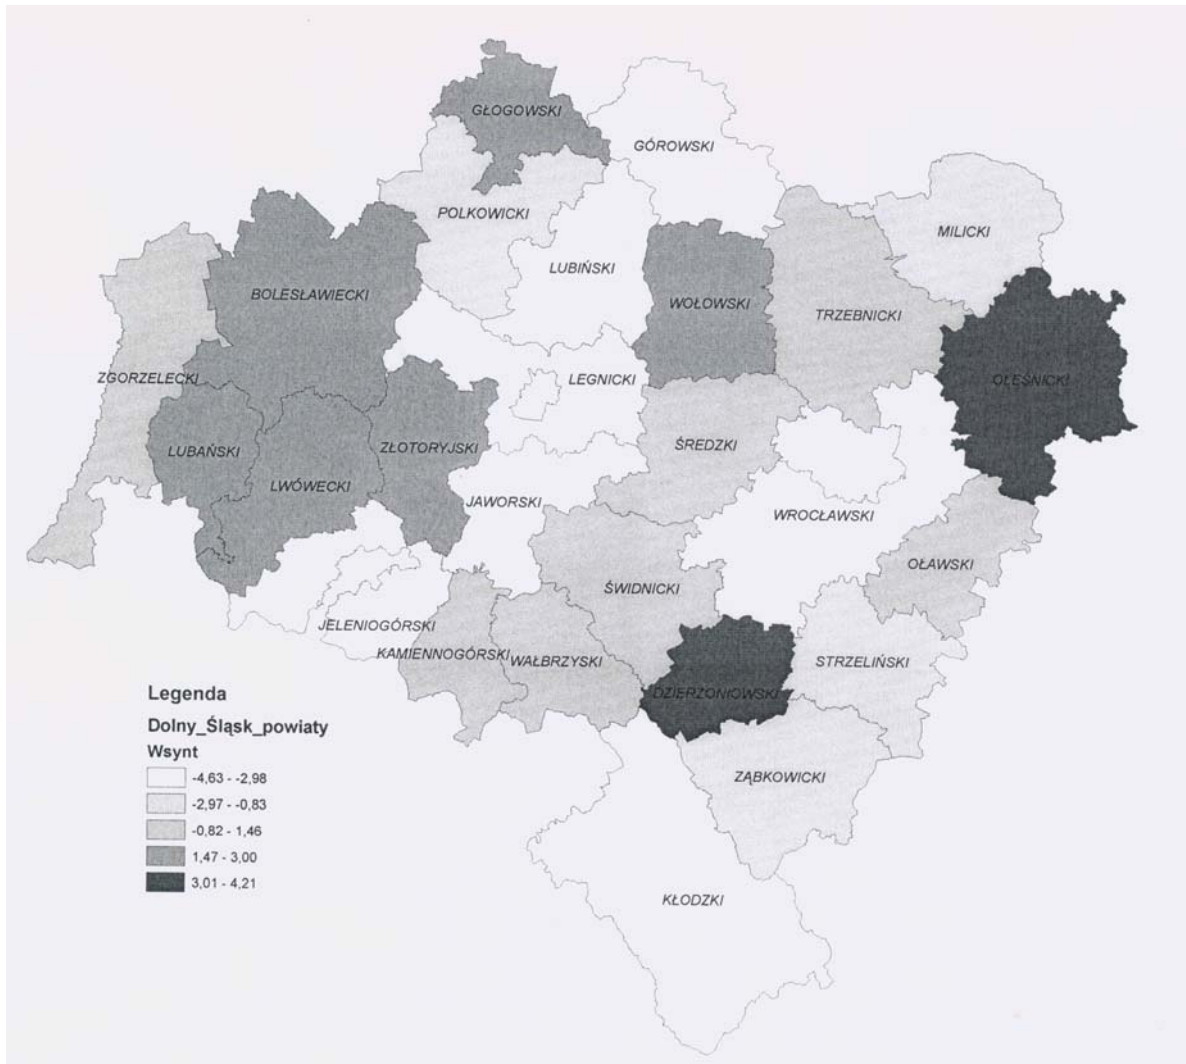 GŁOGOWSKI
GÓROWSKI
POLKOWICKI
MILICKI
LUBIŃSKI
BOLESŁAWIECKI
WOŁOWSKI
TRZEBNICKI
ZGORZELECKI
LEGNICKI
OLEŚNICKI
LUBAŃSKI
ZŁOTORYJSKI
ŚREDZKI
LWÓWECKI
JAWORSKI
WROCŁAWSKI
OŁAWSKI
ŚWIDNICKI
JELENIOGÓRSKI
KAMIENNOGÓRSKI
WAŁBRZYSKI
STRZELIŃSKI
DZIERŻONIOWSKI
ZĄBKOWICKI
KŁODZKI
Legenda
Dolny_Śląsk_powiaty
Wsynt
-4,63 - -2,98
-2,97 - -0,83
-0,82 - 1,46
1,47 - 3,00
3,01 - 4,21